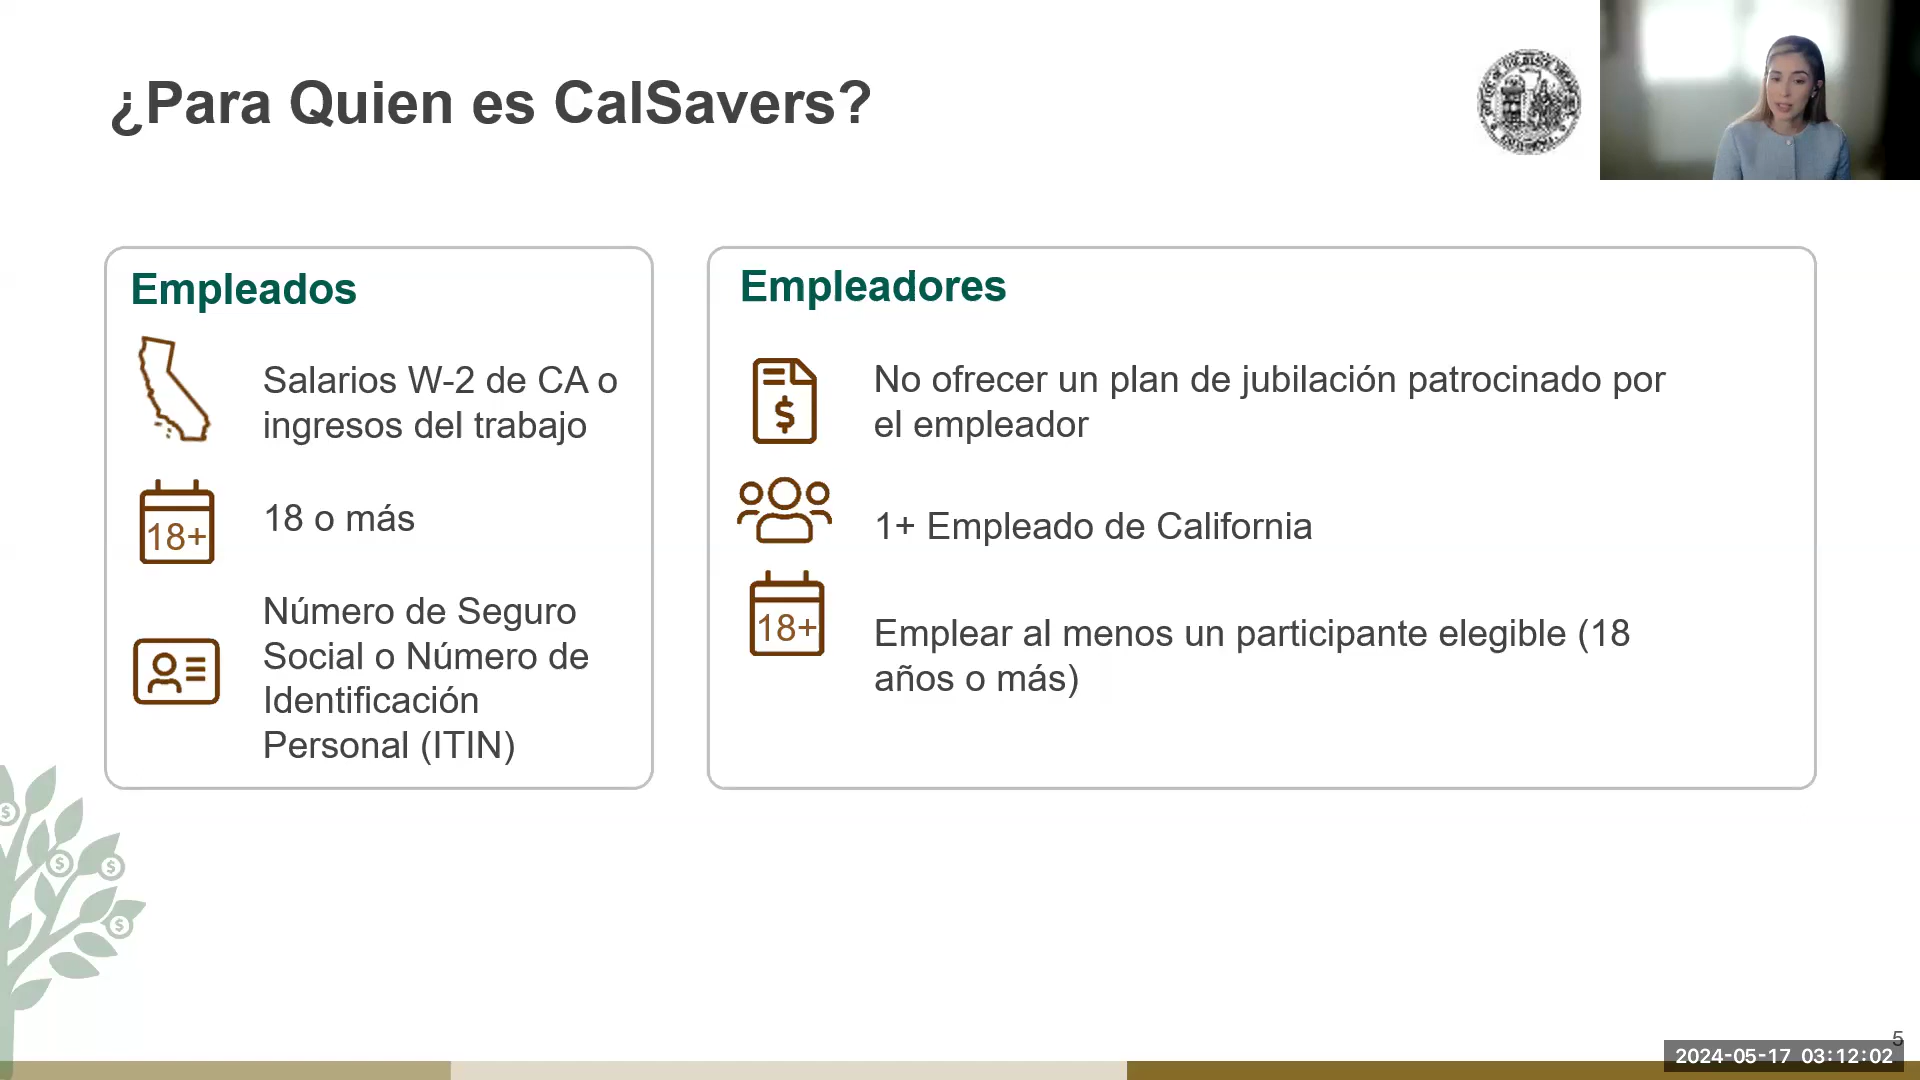 ¿Para Quien es CalSavers?
Empleados
Salarios W-2 de CA o
ingresos del trabajo
18+
18 o más
Número de Seguro
Social o Número de
Identificación
Personal (ITIN)
Empleadores
$
No ofrecer un plan de jubilación patrocinado por
el empleador
1+ Empleado de California
18+
Emplear al menos un participante elegible (18
años o más)
$
$
$
$
5
2024-05-17 03:12:02